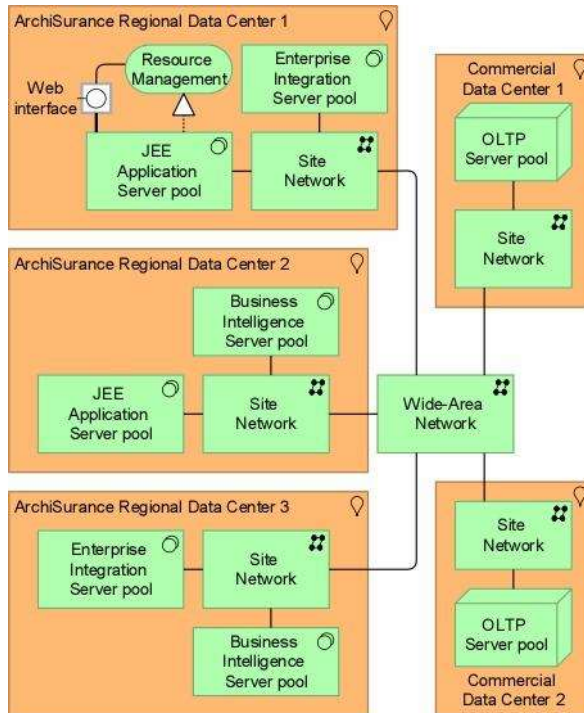 ArchiSurance Regional Data Center 1
Resource
Management
Web
interface
Enterprise
Integration
Server pool
JEE
Application
Server pool
Site
Network
Commercial
Data Center 1
OLTP
Server pool
Site
Network
ArchiSurance Regional Data Center 2
Business
Intelligence
Server pool
JEE
Application
Server pool
Site
Network
Wide-Area
Network
ArchiSurance Regional Data Center 3
Enterprise
Integration
Server pool
Site
Network
Business
Intelligence
Server pool
Site
Network
OLTP
Server pool
Commercial
Data Center 2